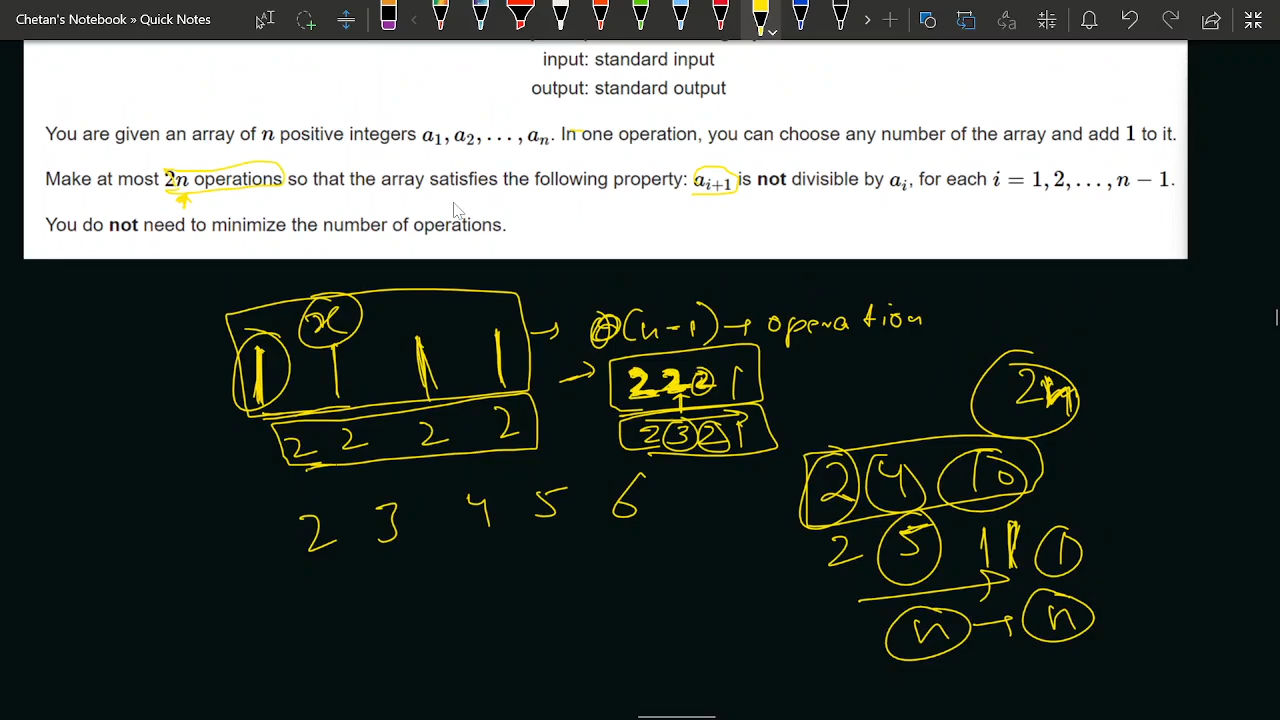 Chetan's Notebook » Quick Notes
input: standard input
output: standard output
You are given an array of n positive integers a₁, a₂, . . . , aₙ. In one operation, you can choose any number of the array and add 1 to it.
Make at most 2n operations so that the array satisfies the following property: aᵢ₊₁ is not divisible by aᵢ, for each i = 1, 2, . . . , n − 1.
You do not need to minimize the number of operations.
1 1 1 1
x
(n-1) → operation
2 2 2 1
2 2 2 2
2 3 2 1
2n
2 4 10
2 3 4 5 6
2 5 11 1
n → n